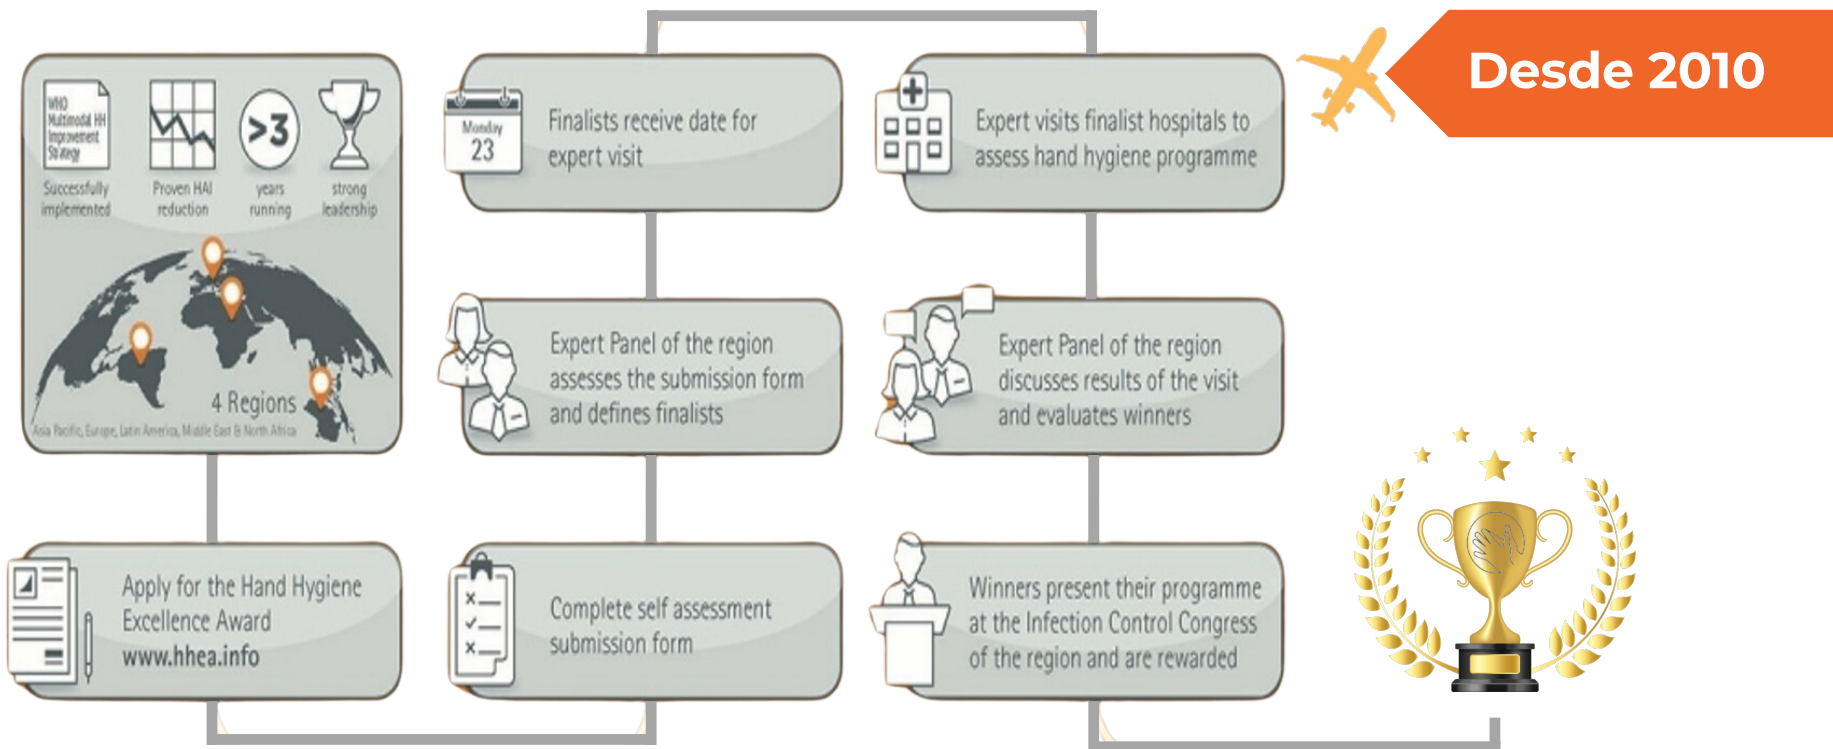 WHO
Multimodal HH
Improvement
Strategy
Successfully
implemented
Proven HAI
reduction
>3
years
running
strong
leadership
4 Regions
Asia Pacific, Europe, Latin America, Middle East & North Africa
Apply for the Hand Hygiene
Excellence Award
www.hhea.info
Complete self assessment
submission form
Expert Panel of the region
assesses the submission form
and defines finalists
Monday
23
Finalists receive date for
expert visit
Expert visits finalist hospitals to
assess hand hygiene programme
Expert Panel of the region
discusses results of the visit
and evaluates winners
Winners present their programme
at the Infection Control Congress
of the region and are rewarded
Desde 2010